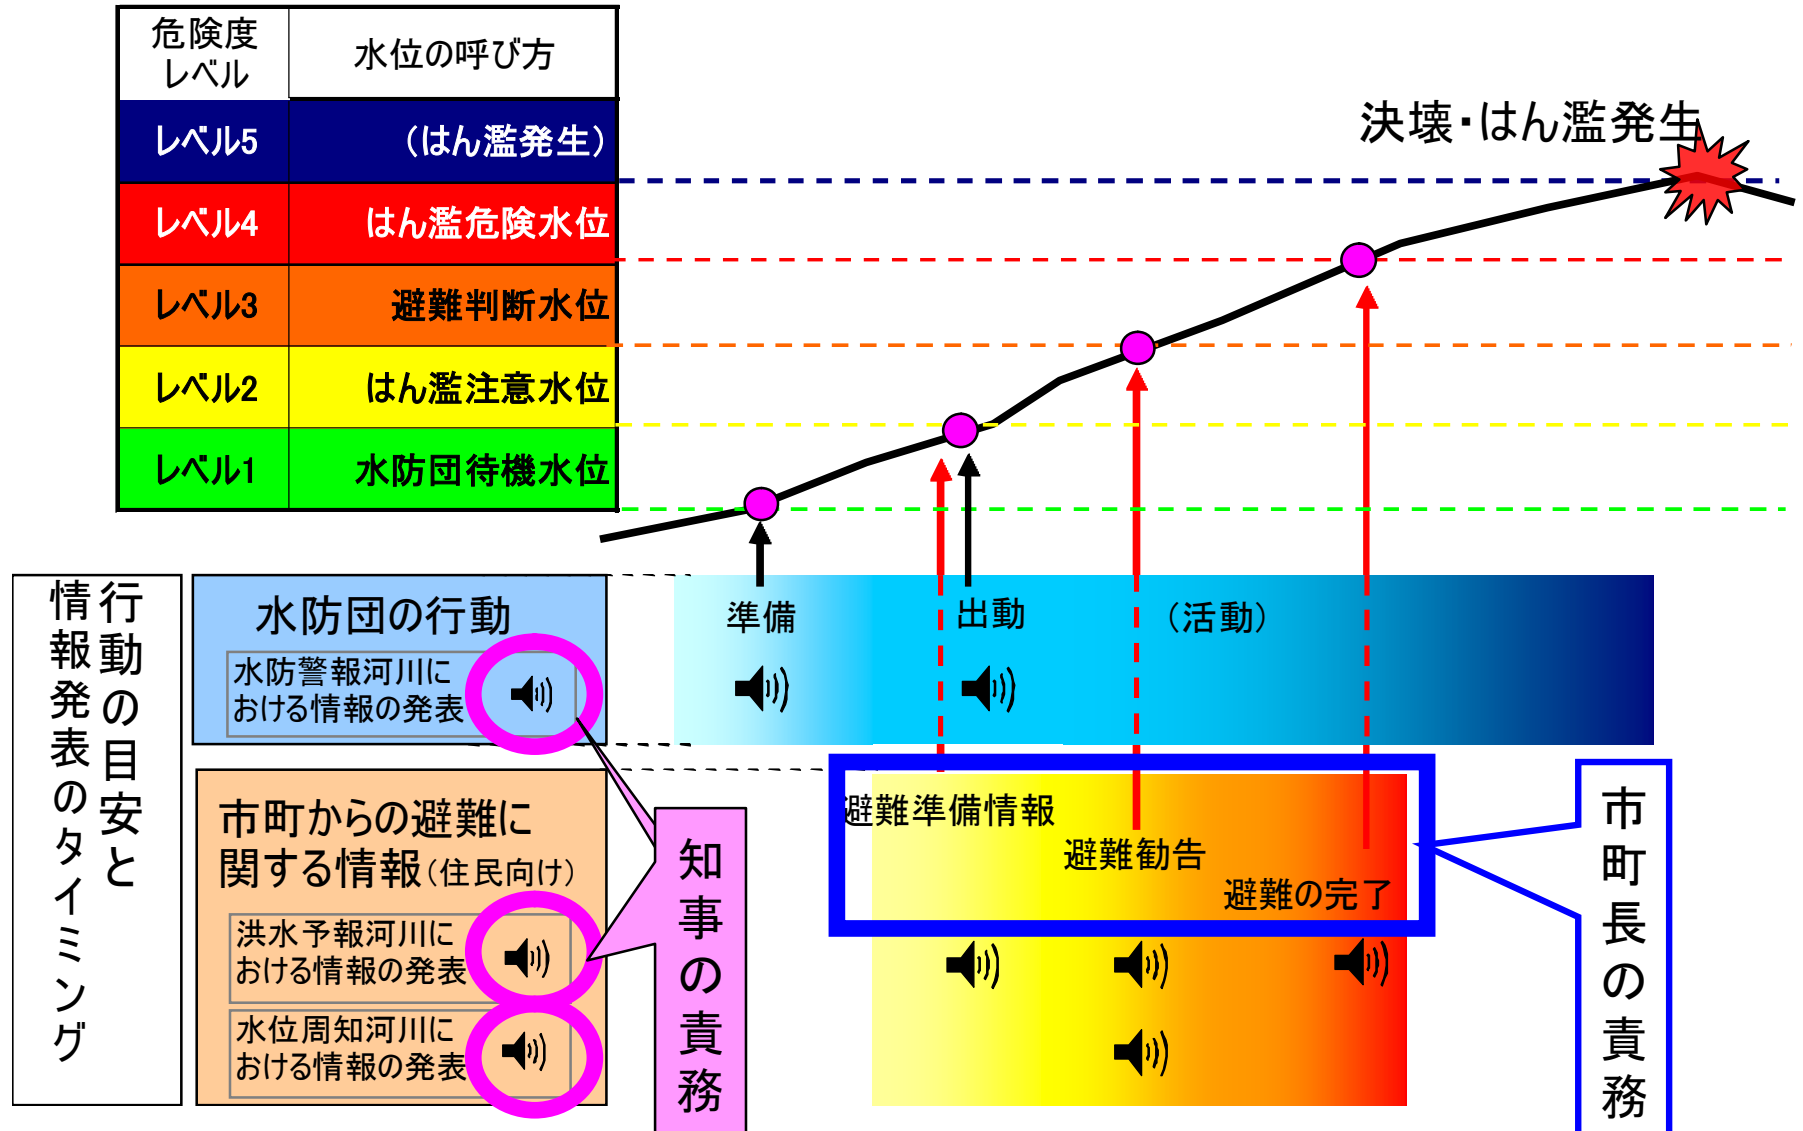 危険度
レベル
水位の呼び方
レベル5
(はん濫発生)
レベル4
はん濫危険水位
レベル3
避難判断水位
レベル2
はん濫注意水位
レベル1
水防団待機水位
決壊・はん濫発生
行動の目安と
情報発表のタイミング
水防団の行動
水防警報河川に
おける情報の発表
準備
出動
(活動)
市町からの避難に
関する情報(住民向け)
洪水予報河川に
おける情報の発表
水位周知河川に
おける情報の発表
知事の責務
避難準備情報
避難勧告
避難の完了
市町長の責務